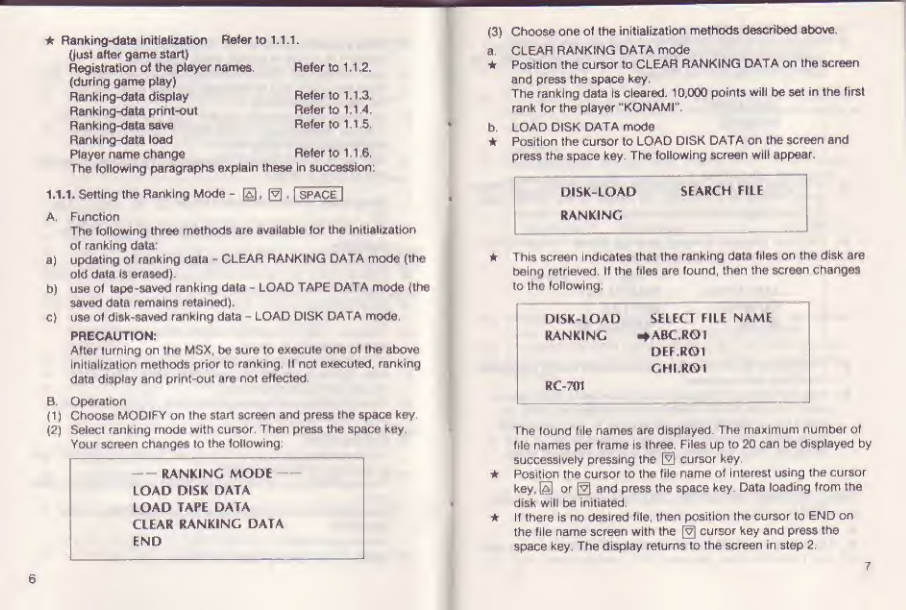 ★ Ranking-data initialization Refer to 1.1.1.
(just after game start)
Registration of the player names. Refer to 1.1.2.
(during game play)
Ranking-data display Refer to 1.1.3.
Ranking-data print-out Refer to 1.1.4.
Ranking-data save Refer to 1.1.5.
Ranking-data load
Player name change Refer to 1.1.6.
The following paragraphs explain these in succession:
1.1.1. Setting the Ranking Mode – △, ▽, SPACE
A. Function
The following three methods are available for the initialization
of ranking data:
a) updating of ranking data – CLEAR RANKING DATA mode (the
old data is erased).
b) use of tape-saved ranking data – LOAD TAPE DATA mode (the
saved data remains retained).
c) use of disk-saved ranking data – LOAD DISK DATA mode.
PRECAUTION:
After turning on the MSX, be sure to execute one of the above
initialization methods prior to ranking. If not executed, ranking
data display and print-out are not effected.
B. Operation
(1) Choose MODIFY on the start screen and press the space key.
(2) Select ranking mode with cursor. Then press the space key.
Your screen changes to the following:
–– RANKING MODE ––
LOAD DISK DATA
LOAD TAPE DATA
CLEAR RANKING DATA
END
6
(3) Choose one of the initialization methods described above.
a. CLEAR RANKING DATA mode
★ Position the cursor to CLEAR RANKING DATA on the screen
and press the space key.
The ranking data is cleared. 10,000 points will be set in the first
rank for the player "KONAMI".
b. LOAD DISK DATA mode
★ Position the cursor to LOAD DISK DATA on the screen and
press the space key. The following screen will appear.
DISK-LOAD SEARCH FILE
RANKING
★ This screen indicates that the ranking data files on the disk are
being retrieved. If the files are found, then the screen changes
to the following:
DISK-LOAD SELECT FILE NAME
RANKING ➡ABC.R01
DEF.R01
GHI.R01
RC-701
The found file names are displayed. The maximum number of
file names per frame is three. Files up to 20 can be displayed by
successively pressing the ▽ cursor key.
★ Position the cursor to the file name of interest using the cursor
key, △ or ▽ and press the space key. Data loading from the
disk will be initiated.
★ If there is no desired file, then position the cursor to END on
the file name screen with the ▽ cursor key and press the
space key. The display returns to the screen in step 2.
7